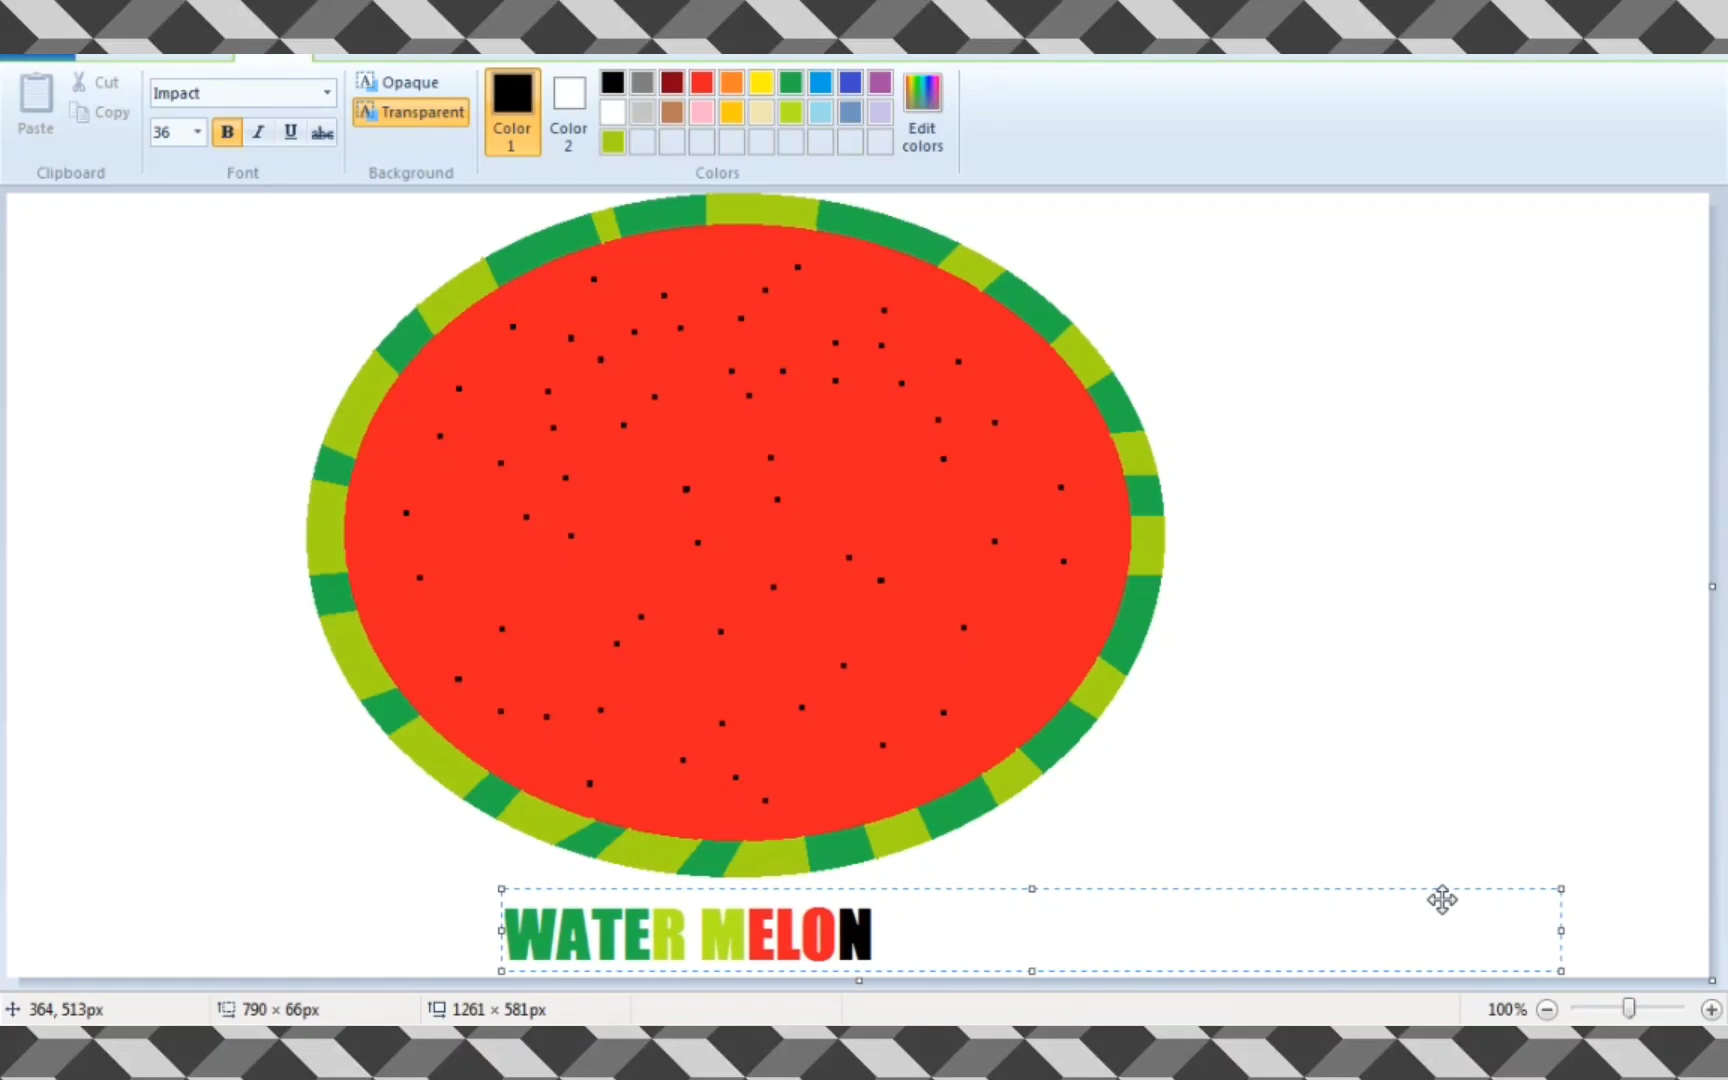 Paste
Cut
Copy
Clipboard
Impact
36
B I U abc
Font
Opaque
Transparent
Background
Color
1
Color
2
Edit
colors
Colors
WATER MELON
364, 513px
790 × 66px
1261 × 581px
100%